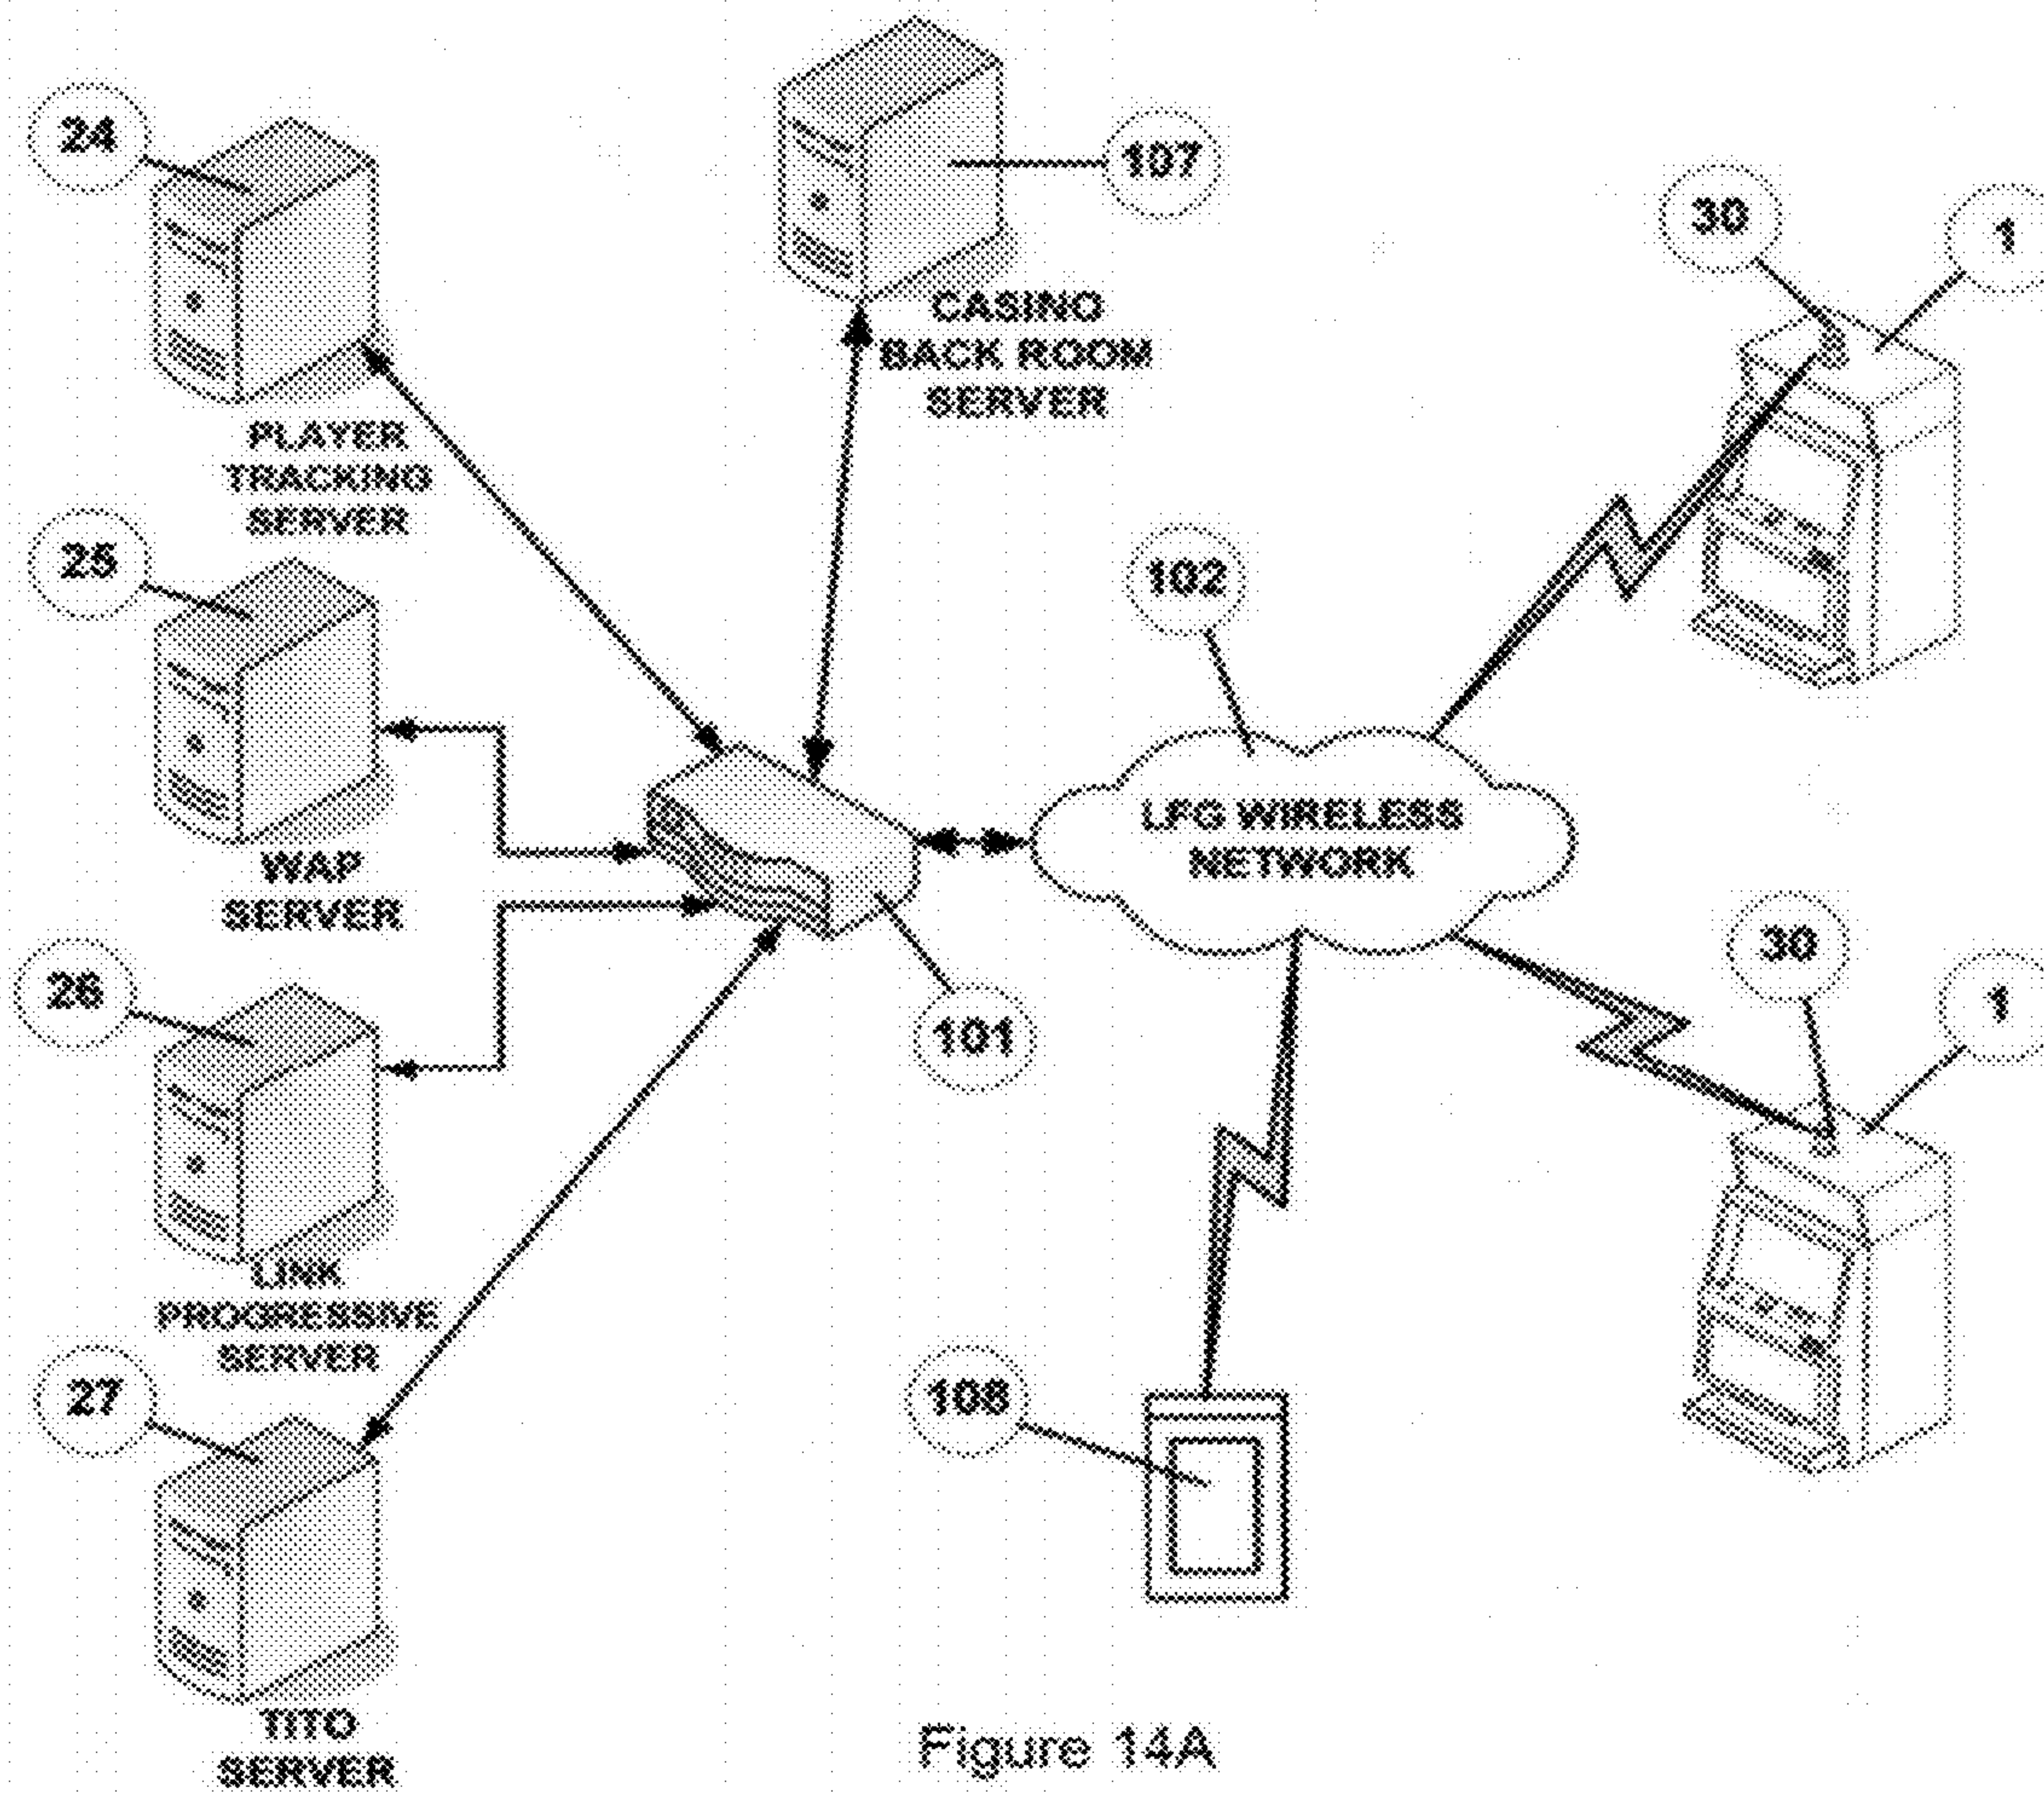 24
107
30
1
CASINO
BACK ROOM
SERVER
PLAYER
TRACKING
SERVER
25
102
WAP
SERVER
LFG WIRELESS
NETWORK
30
1
26
101
LINK
PROGRESSIVE
SERVER
27
108
TITO
SERVER
Figure 14A